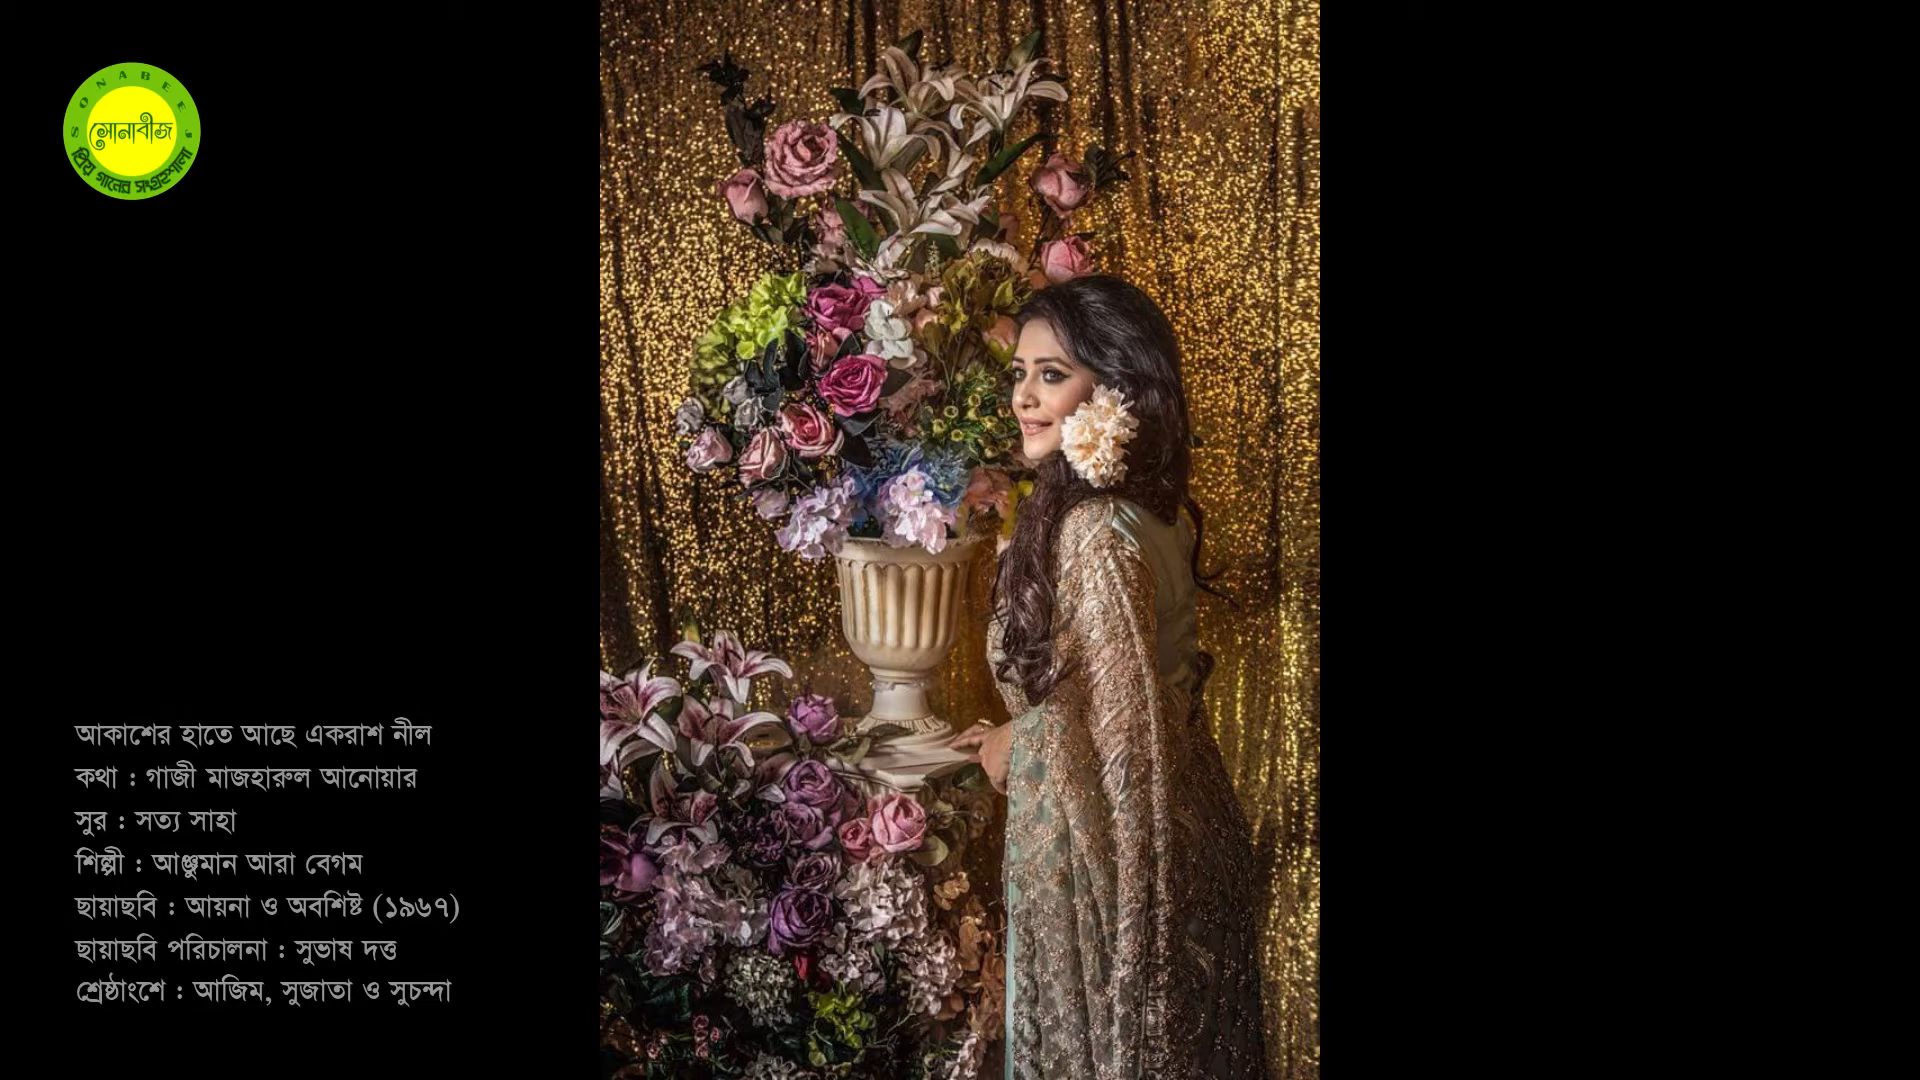 SONABEEJ
সোনাবীজ
প্রিয় গানের সংগ্রহশালা
আকাশের হাতে আছে একরাশ নীল
কথা : গাজী মাজহারুল আনোয়ার
সুর : সত্য সাহা
শিল্পী : আঞ্জুমান আরা বেগম
ছায়াছবি : আয়না ও অবশিষ্ট (১৯৬৭)
ছায়াছবি পরিচালনা : সুভাষ দত্ত
শ্রেষ্ঠাংশে : আজিম, সুজাতা ও সুচন্দা